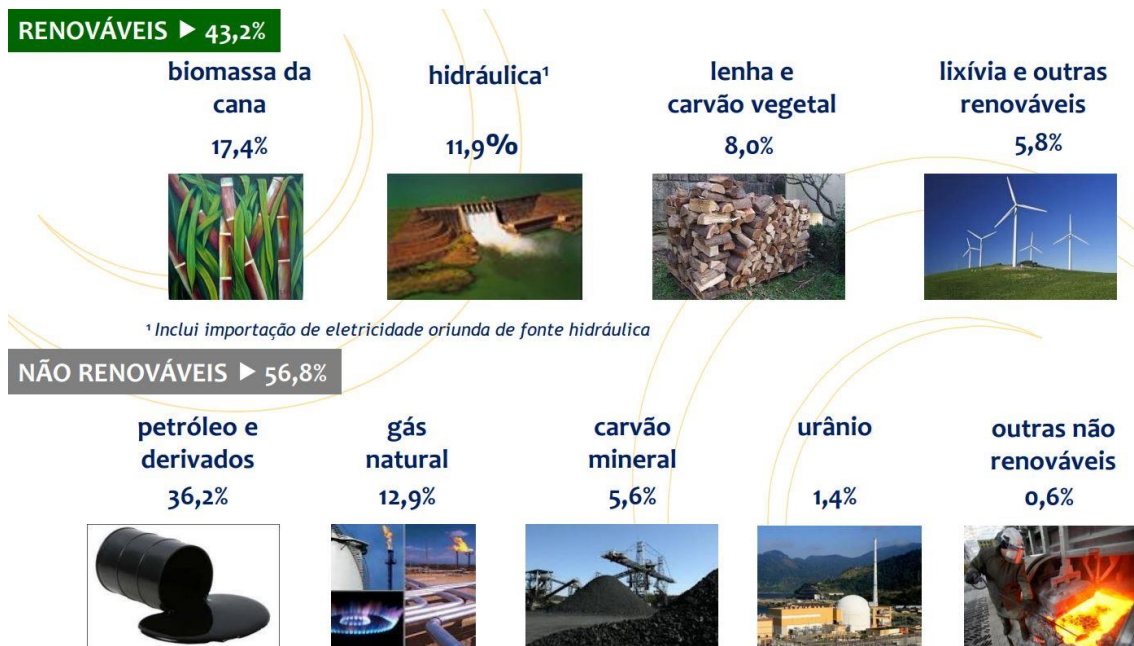 RENOVÁVEIS ▶ 43,2%
biomassa da
cana
17,4%
hidráulica¹
11,9%
lenha e
carvão vegetal
8,0%
lixívia e outras
renováveis
5,8%
¹ Inclui importação de eletricidade oriunda de fonte hidráulica
NÃO RENOVÁVEIS ▶ 56,8%
petróleo e
derivados
36,2%
gás
natural
12,9%
carvão
mineral
5,6%
urânio
1,4%
outras não
renováveis
0,6%